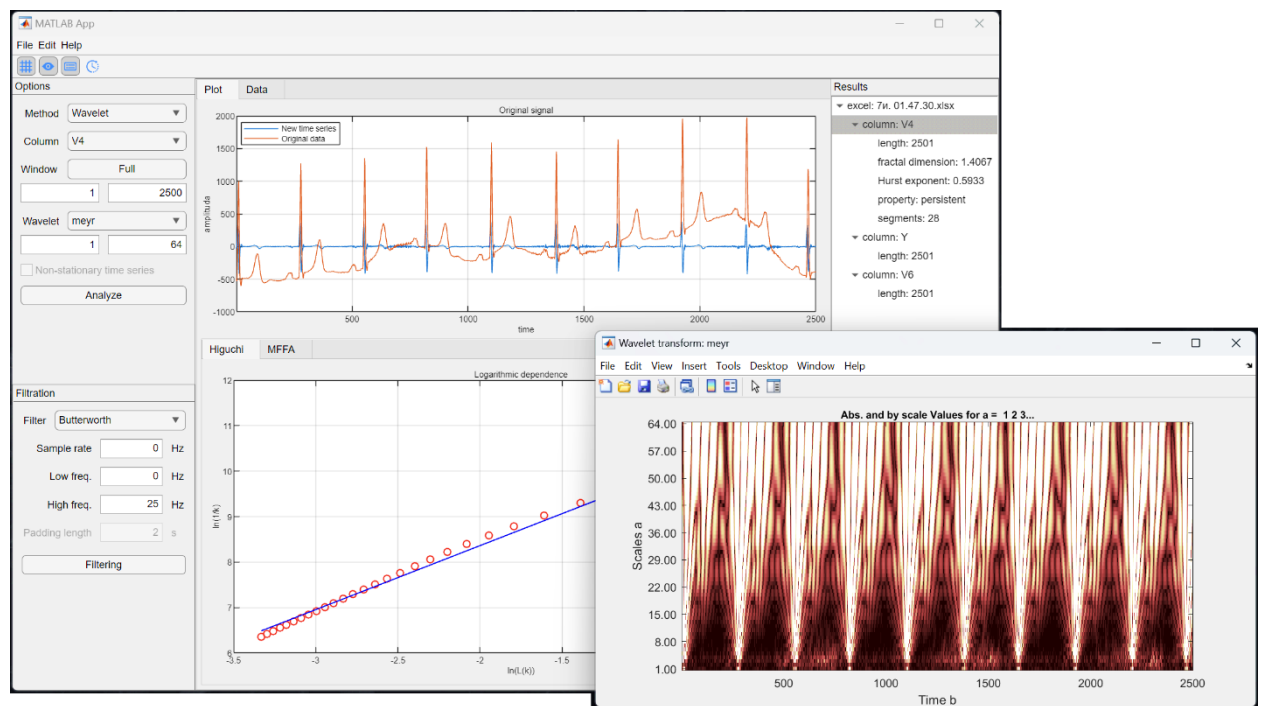 MATLAB App
File Edit Help
Options
Method Wavelet
Column V4
Window Full
1 2500
Wavelet meyr
1 64
Non-stationary time series
Analyze
Filtration
Filter Butterworth
Sample rate 0 Hz
Low freq. 0 Hz
High freq. 25 Hz
Padding length 2 s
Filtering
Plot Data
Original signal
New time series
Original data
2000
1500
1000
500
0
-500
-1000
amplituda
500 1000 1500 2000 2500
time
Higuchi MFFA
Logarithmic dependence
12
11
10
9
8
7
6
ln(1/k)
-3.5 -3 -2.5 -2 -1.5
ln(L(k))
Results
excel: 7и. 01.47.30.xlsx
column: V4
length: 2501
fractal dimension: 1.4067
Hurst exponent: 0.5933
property: persistent
segments: 28
column: Y
length: 2501
column: V6
length: 2501
Wavelet transform: meyr
File Edit View Insert Tools Desktop Window Help
Abs. and by scale Values for a = 1 2 3...
64.00
57.00
50.00
43.00
36.00
29.00
22.00
15.00
8.00
1.00
Scales a
500 1000 1500 2000 2500
Time b